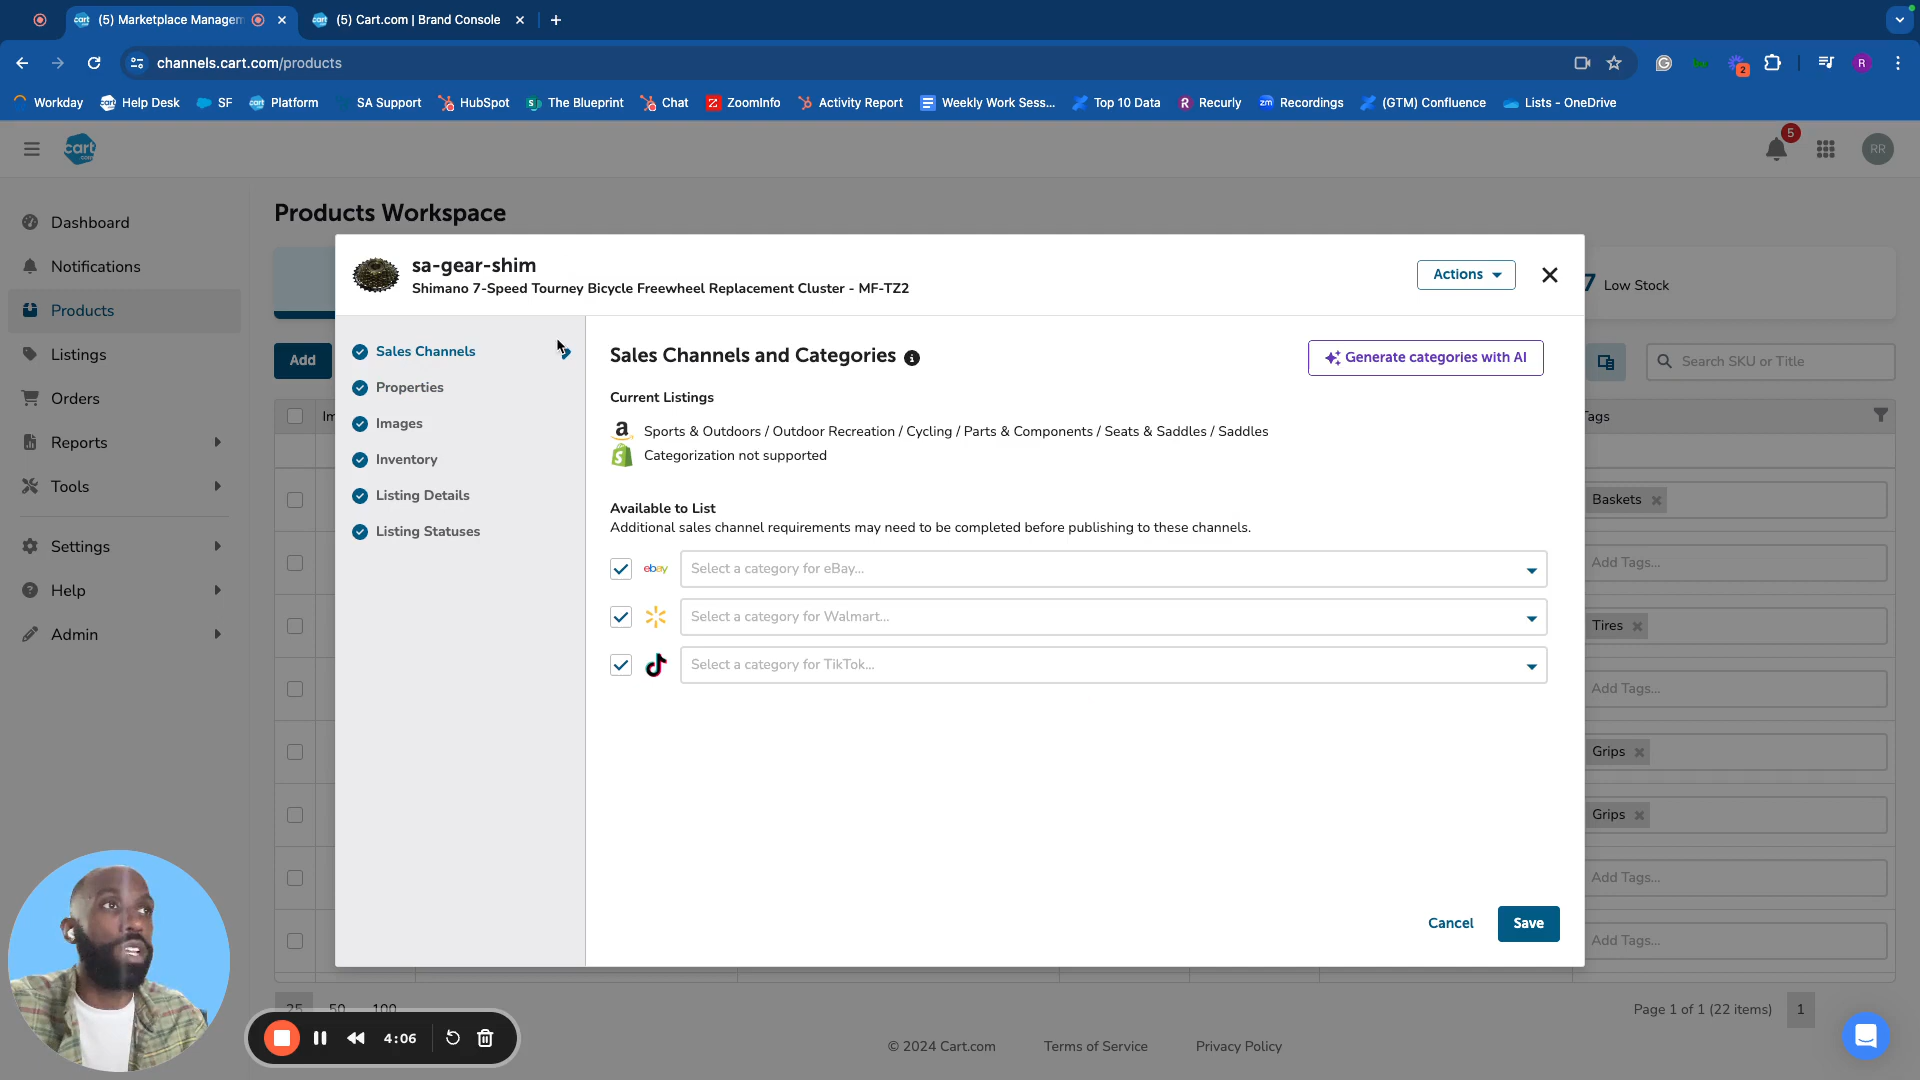 (5) Marketplace Managem
(5) Cart.com | Brand Console
channels.cart.com/products
2
R
Workday
Help Desk
SF
Platform
SA Support
HubSpot
The Blueprint
Chat
ZoomInfo
Activity Report
Weekly Work Sess...
Top 10 Data
Recurly
Recordings
(GTM) Confluence
Lists - OneDrive
cart
.com
5
RR
Dashboard
Notifications
Products
Listings
Orders
Reports
Tools
Settings
Help
Admin
Products Workspace
7 Low Stock
Add
Search SKU or Title
Im
Tags
Baskets
Add Tags...
Tires
Add Tags...
Grips
Grips
Add Tags...
Add Tags...
sa-gear-shim
Shimano 7-Speed Tourney Bicycle Freewheel Replacement Cluster - MF-TZ2
Actions
Sales Channels
Properties
Images
Inventory
Listing Details
Listing Statuses
Sales Channels and Categories
Generate categories with AI
Current Listings
Sports & Outdoors / Outdoor Recreation / Cycling / Parts & Components / Seats & Saddles / Saddles
Categorization not supported
Available to List
Additional sales channel requirements may need to be completed before publishing to these channels.
ebay
Select a category for eBay...
Select a category for Walmart...
Select a category for TikTok...
Cancel
Save
25 50 100
Page 1 of 1 (22 items)
1
4:06
© 2024 Cart.com
Terms of Service
Privacy Policy